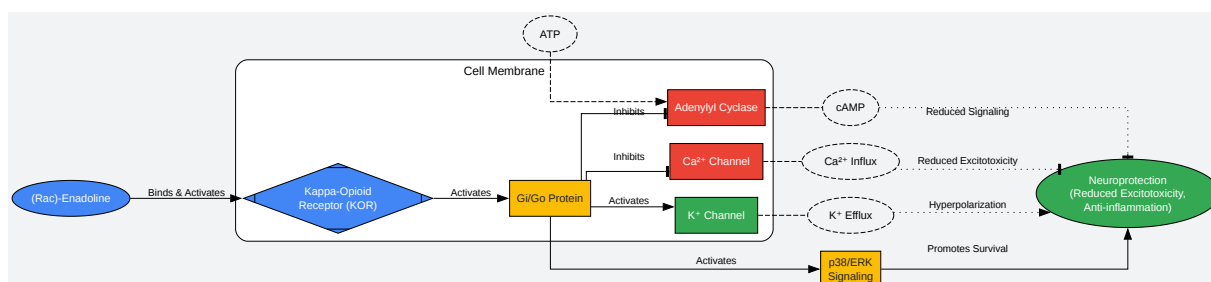 ATP
Cell Membrane
Inhibits
Adenylyl Cyclase
cAMP
Reduced Signaling
Inhibits
Ca²⁺ Channel
Ca²⁺ Influx
Reduced Excitotoxicity
(Rac)-Enadoline
Binds & Activates
Kappa-Opioid
Receptor (KOR)
Activates
Gi/Go Protein
Activates
K⁺ Channel
K⁺ Efflux
Hyperpolarization
Neuroprotection
(Reduced Excitotoxicity,
Anti-inflammation)
Activates
p38/ERK
Signaling
Promotes Survival